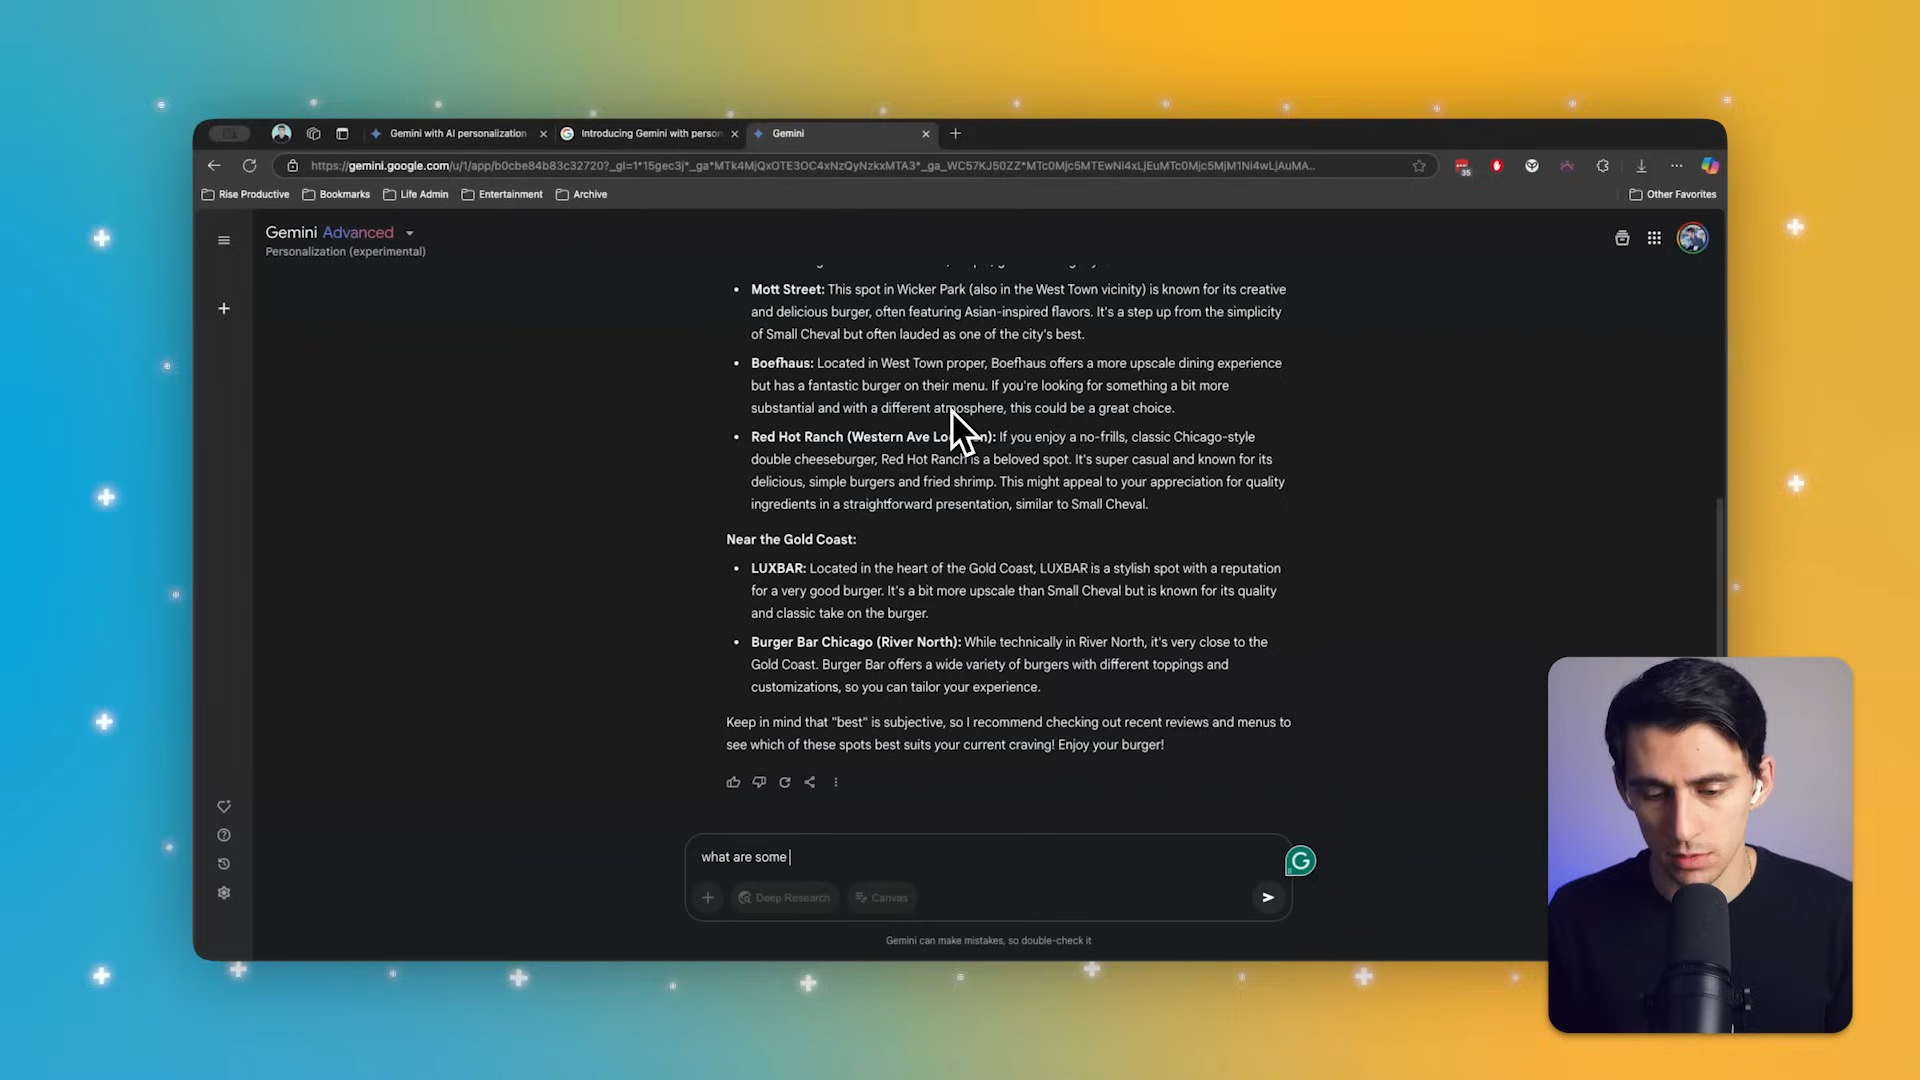 Gemini with AI personalization
Introducing Gemini with person
Gemini
https://gemini.google.com/u/1/app/b0cbe84b83c32720?_gl=1*15gec3j*_ga*MTk4MjQxOTE3OC4xNzQyNzkxMTA3*_ga_WC57KJ50ZZ*MTc0Mjc5MTEwNi4xLjEuMTc0Mjc5MjM1Ni4wLjAuMA..
35
Rise Productive
Bookmarks
Life Admin
Entertainment
Archive
Other Favorites
Gemini Advanced
Personalization (experimental)
Mott Street: This spot in Wicker Park (also in the West Town vicinity) is known for its creative
and delicious burger, often featuring Asian-inspired flavors. It's a step up from the simplicity
of Small Cheval but often lauded as one of the city's best.
Boefhaus: Located in West Town proper, Boefhaus offers a more upscale dining experience
but has a fantastic burger on their menu. If you're looking for something a bit more
substantial and with a different atmosphere, this could be a great choice.
Red Hot Ranch (Western Ave Lo n): If you enjoy a no-frills, classic Chicago-style
double cheeseburger, Red Hot Ranch is a beloved spot. It's super casual and known for its
delicious, simple burgers and fried shrimp. This might appeal to your appreciation for quality
ingredients in a straightforward presentation, similar to Small Cheval.
Near the Gold Coast:
LUXBAR: Located in the heart of the Gold Coast, LUXBAR is a stylish spot with a reputation
for a very good burger. It's a bit more upscale than Small Cheval but is known for its quality
and classic take on the burger.
Burger Bar Chicago (River North): While technically in River North, it's very close to the
Gold Coast. Burger Bar offers a wide variety of burgers with different toppings and
customizations, so you can tailor your experience.
Keep in mind that "best" is subjective, so I recommend checking out recent reviews and menus to
see which of these spots best suits your current craving! Enjoy your burger!
what are some
Deep Research
Canvas
Gemini can make mistakes, so double-check it